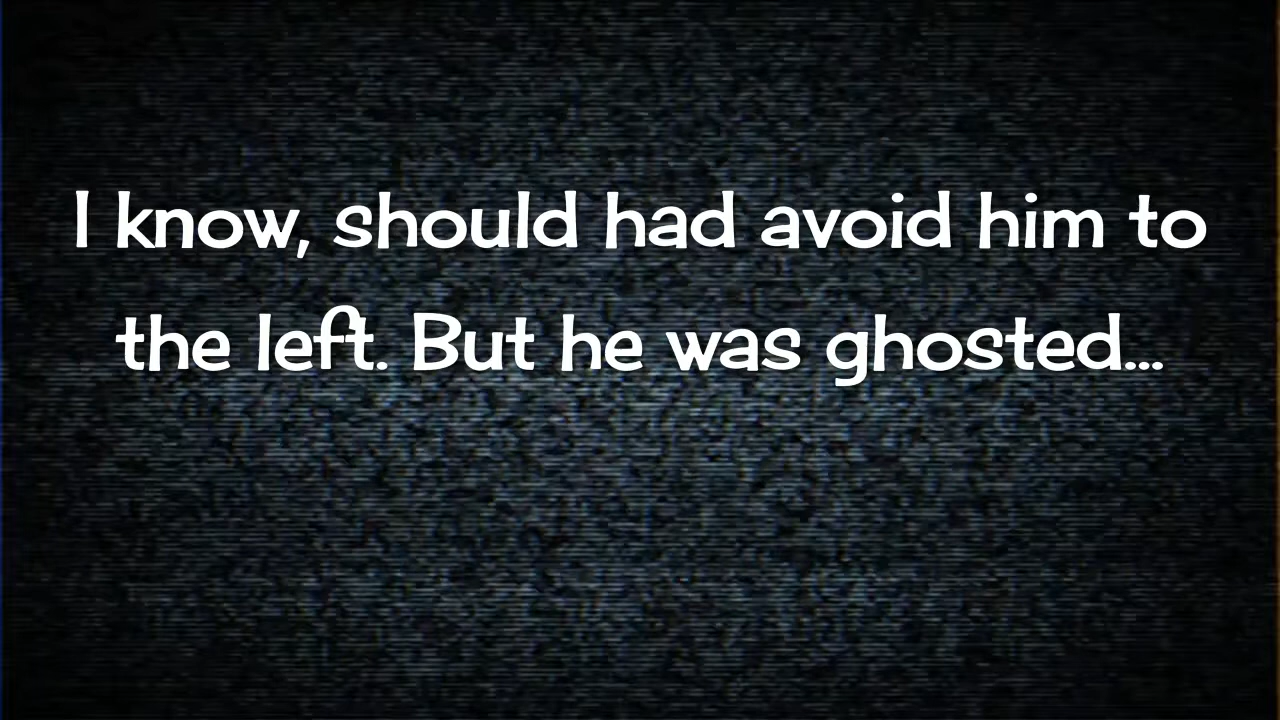 I know, should had avoid him to
the left. But he was ghosted...